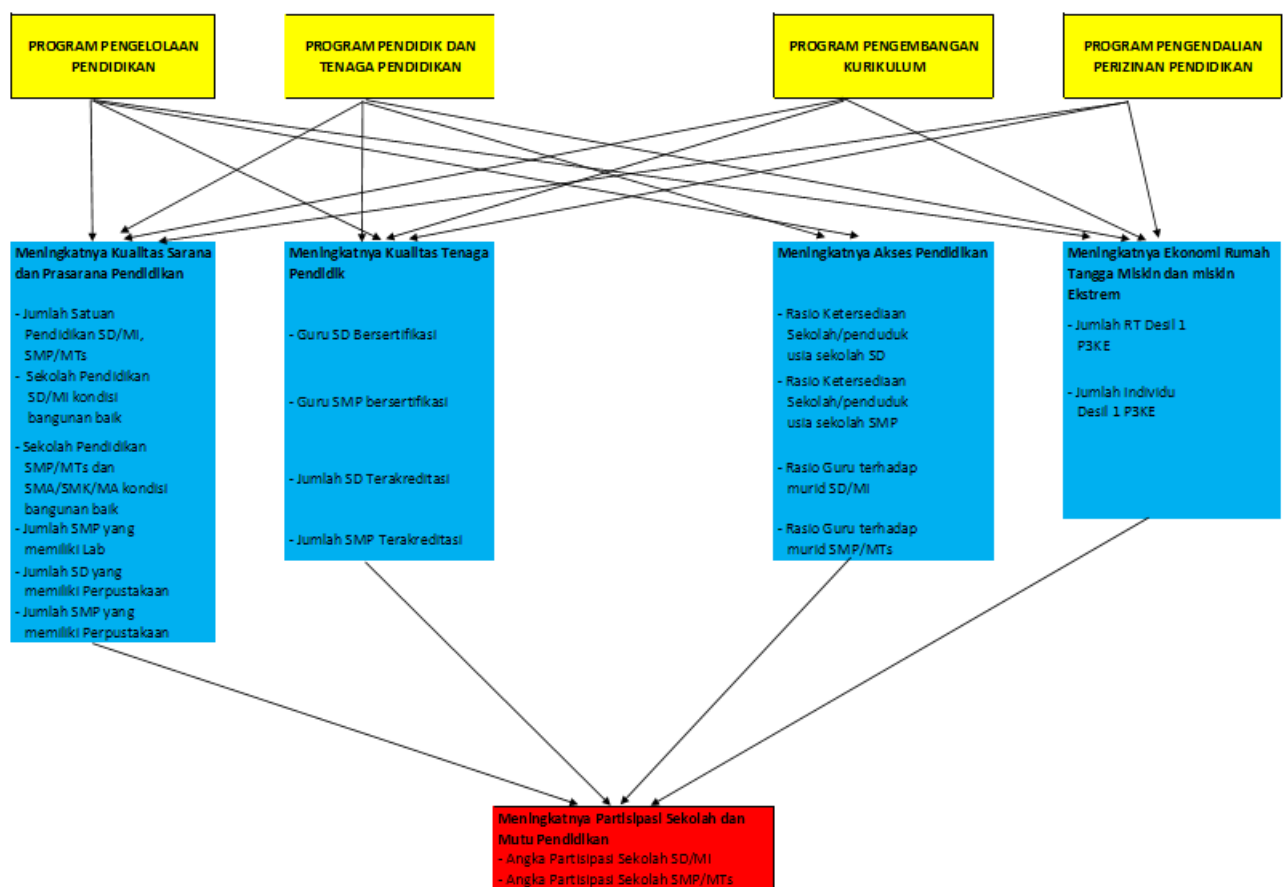 PROGRAM PENGELOLAAN
PENDIDIKAN
PROGRAM PENDIDIK DAN
TENAGA PENDIDIKAN
PROGRAM PENGEMBANGAN
KURIKULUM
PROGRAM PENGENDALIAN
PERIZINAN PENDIDIKAN
Meningkatnya Kualitas Sarana
dan Prasarana Pendidikan
- Jumlah Satuan
Pendidikan SD/MI,
SMP/MTs
- Sekolah Pendidikan
SD/MI kondisi
bangunan baik
- Sekolah Pendidikan
SMP/MTs dan
SMA/SMK/MA kondisi
bangunan baik
- Jumlah SMP yang
memiliki Lab
- Jumlah SD yang
memiliki Perpustakaan
- Jumlah SMP yang
memiliki Perpustakaan
Meningkatnya Kualitas Tenaga
Pendidik
- Guru SD Bersertifikasi
- Guru SMP bersertifikasi
- Jumlah SD Terakreditasi
- Jumlah SMP Terakreditasi
Meningkatnya Akses Pendidikan
- Rasio Ketersediaan
Sekolah/penduduk
usia sekolah SD
- Rasio Ketersediaan
Sekolah/penduduk
usia sekolah SMP
- Rasio Guru terhadap
murid SD/MI
- Rasio Guru terhadap
murid SMP/MTs
Meningkatnya Ekonomi Rumah
Tangga Miskin dan miskin
Ekstrem
- Jumlah RT Desil 1
P3KE
- Jumlah Individu
Desil 1 P3KE
Meningkatnya Partisipasi Sekolah dan
Mutu Pendidikan
- Angka Partisipasi Sekolah SD/MI
- Angka Partisipasi Sekolah SMP/MTs